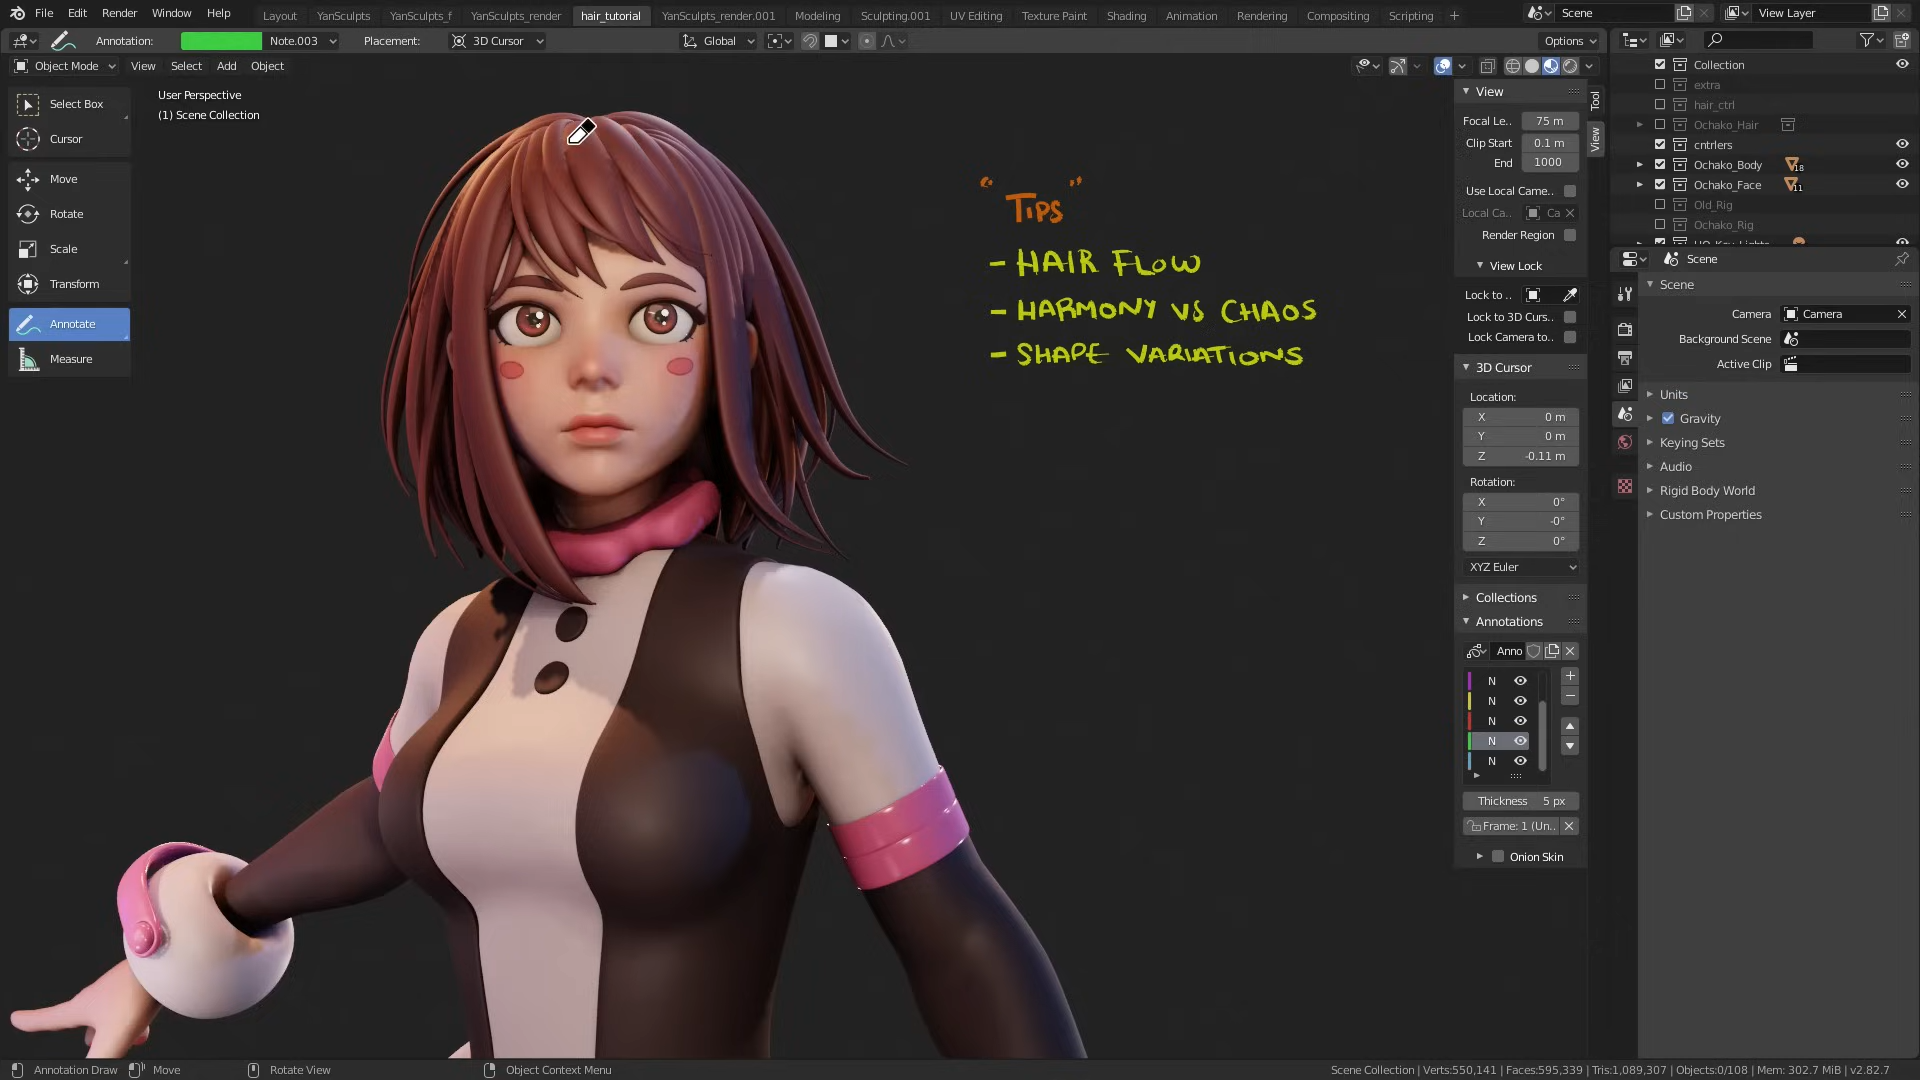 File Edit Render Window Help Layout YanSculpts YanSculpts_f YanSculpts_render hair_tutorial YanSculpts_render.001 Modeling Sculpting.001 UV Editing Texture Paint Shading Animation Rendering Compositing Scripting + Scene View Layer
Annotation: Note.003 Placement: 3D Cursor Global Options
Object Mode View Select Add Object
User Perspective
(1) Scene Collection
Select Box
Cursor
Move
Rotate
Scale
Transform
Annotate
Measure
" TIPS "
- HAIR FLOW
- HARMONY VS CHAOS
- SHAPE VARIATIONS
View
Focal Le.. 75 m
Clip Start 0.1 m
End 1000
Use Local Came..
Local Ca.. Ca
Render Region
View Lock
Lock to
Lock to 3D Curs..
Lock Camera to..
3D Cursor
Location:
X 0 m
Y 0 m
Z -0.11 m
Rotation:
X 0°
Y -0°
Z 0°
XYZ Euler
Collections
Annotations
Anno
N
N
N
N
N
Thickness 5 px
Frame: 1 (Un..
Onion Skin
Tool
View
Collection
extra
hair_ctrl
Ochako_Hair
cntrlers
Ochako_Body 18
Ochako_Face 11
Old_Rig
Ochako_Rig
Scene
Scene
Camera Camera
Background Scene
Active Clip
Units
Gravity
Keying Sets
Audio
Rigid Body World
Custom Properties
Annotation Draw Move Rotate View Object Context Menu Scene Collection | Verts:550,141 | Faces:595,339 | Tris:1,089,307 | Objects:0/108 | Mem: 302.7 MiB | v2.82.7